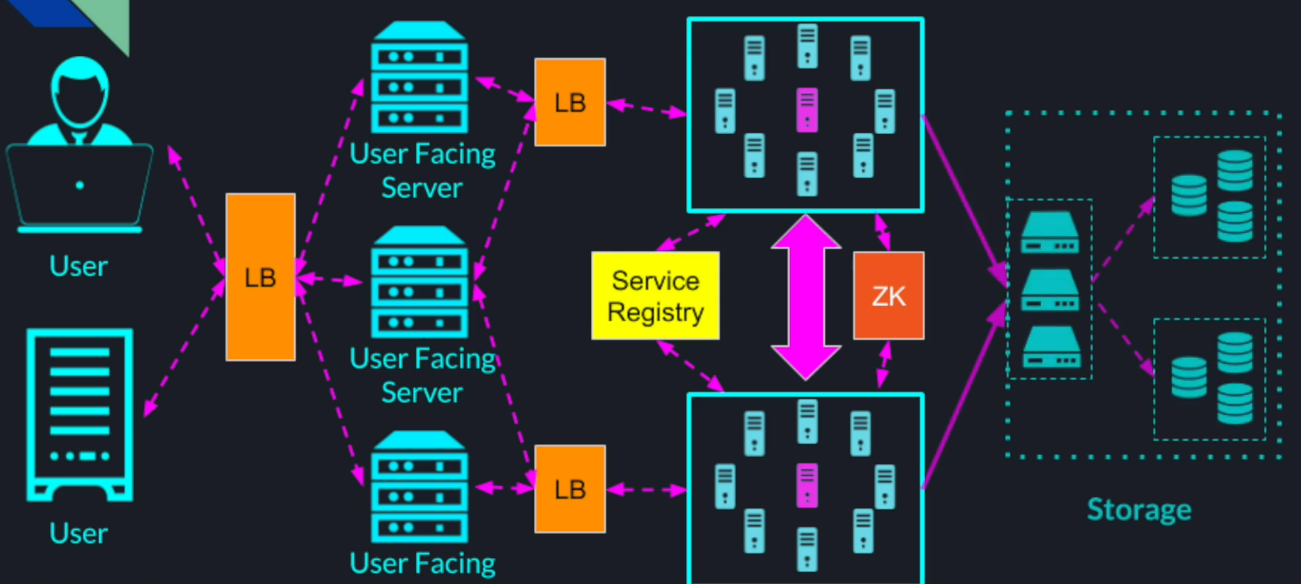 User
User
LB
User Facing
Server
User Facing
Server
User Facing
LB
LB
Service
Registry
ZK
Storage